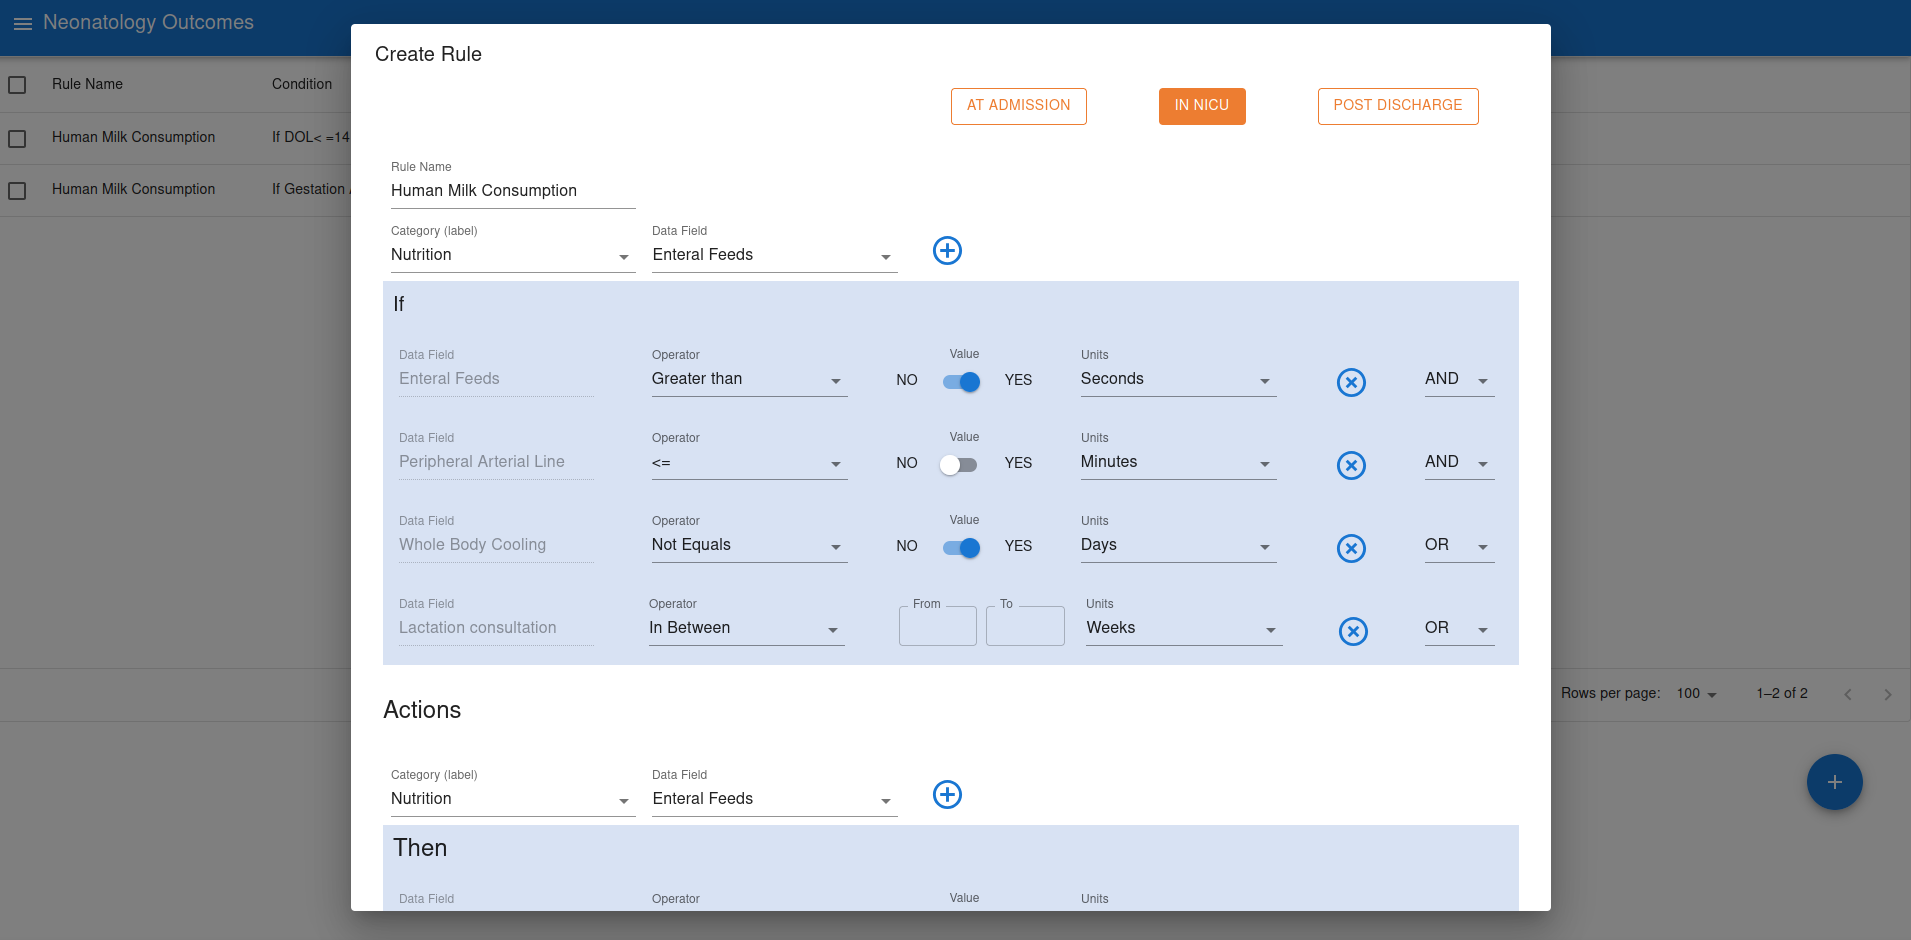 Neonatology Outcomes
Rule Name Condition
Human Milk Consumption If DOL< =14
Human Milk Consumption If Gestation
Create Rule
AT ADMISSION IN NICU POST DISCHARGE
Rule Name
Human Milk Consumption
Category (label) Data Field
Nutrition Enteral Feeds
If
Data Field Operator Value Units
Enteral Feeds Greater than NO YES Seconds AND
Data Field Operator Value Units
Peripheral Arterial Line <= NO YES Minutes AND
Data Field Operator Value Units
Whole Body Cooling Not Equals NO YES Days OR
Data Field Operator From To Units
Lactation consultation In Between Weeks OR
Actions
Category (label) Data Field
Nutrition Enteral Feeds
Then
Data Field Operator Value Units
Rows per page: 100 1–2 of 2